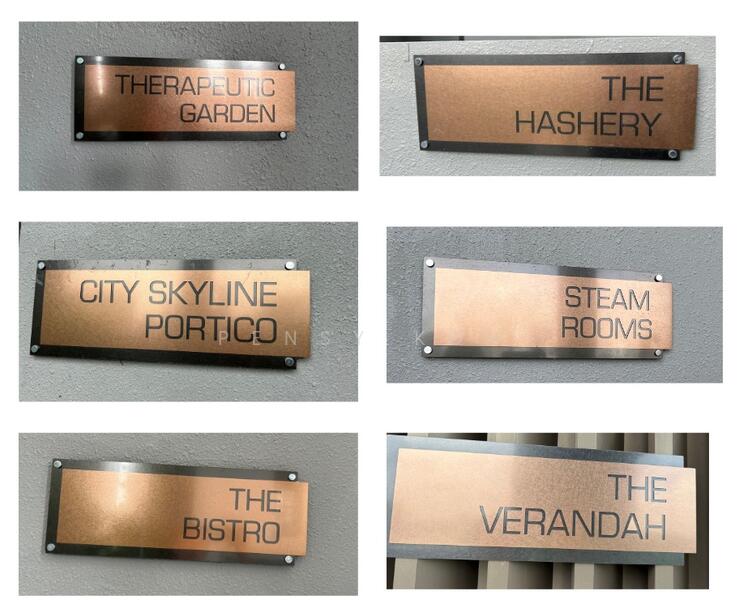 THERAPEUTIC
GARDEN
THE
HASHERY
CITY SKYLINE
PORTICO
STEAM
ROOMS
THE
BISTRO
THE
VERANDAH